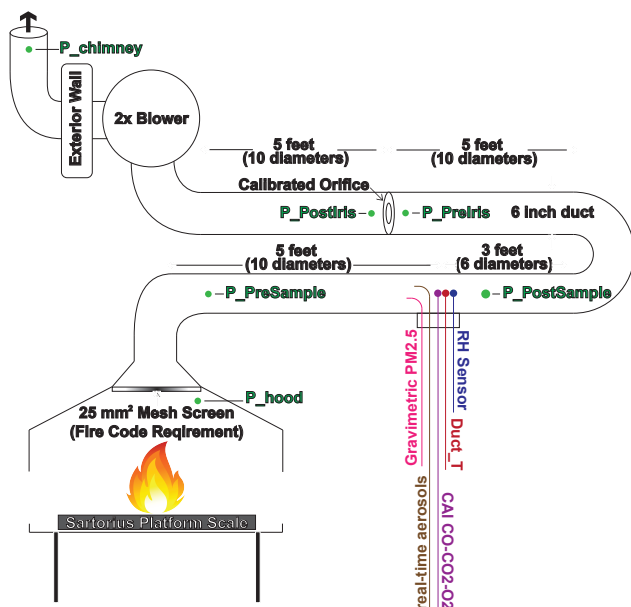 P_chimney
Exterior Wall
2x Blower
5 feet
(10 diameters)
5 feet
(10 diameters)
Calibrated Orifice
P_PostIris
P_PreIris
6 inch duct
5 feet
(10 diameters)
3 feet
(6 diameters)
P_PreSample
P_PostSample
P_hood
25 mm² Mesh Screen
(Fire Code Reqirement)
Sartorius Platform Scale
Gravimetric PM2.5
real-time aerosols
CAI CO-CO2-O2
Duct_T
RH Sensor